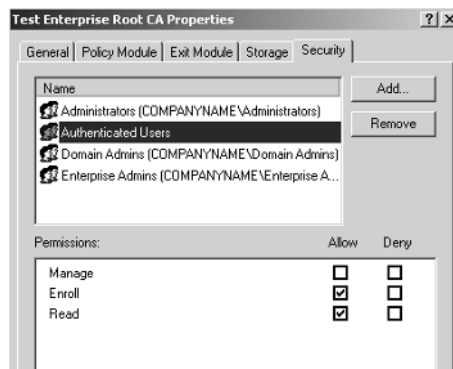 Test Enterprise Root CA Properties ? ×
General Policy Module Exit Module Storage Security
Name
Administrators (COMPANYNAME\Administrators)
Authenticated Users
Domain Admins (COMPANYNAME\Domain Admins)
Enterprise Admins (COMPANYNAME\Enterprise A...
Add...
Remove
Permissions: Allow Deny
Manage
Enroll
Read